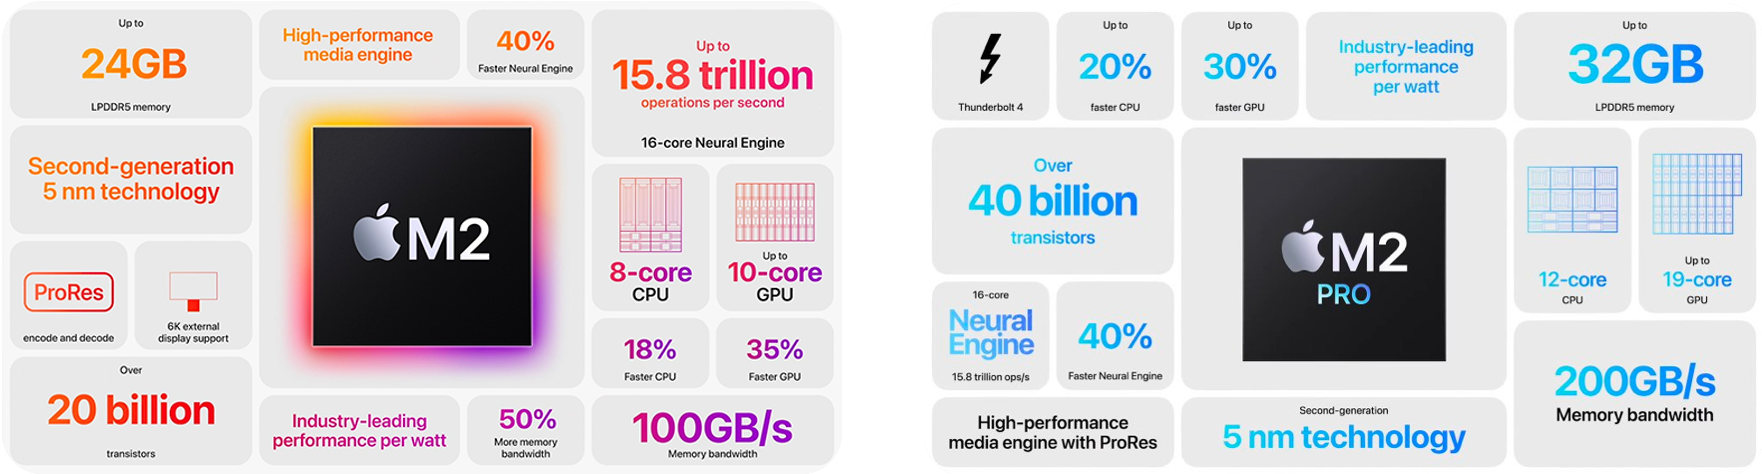 Up to
24GB
LPDDR5 memory
High-performance
media engine
40%
Faster Neural Engine
Up to
15.8 trillion
operations per second
16-core Neural Engine
Second-generation
5 nm technology
M2
8-core
CPU
Up to
10-core
GPU
ProRes
encode and decode
6K external
display support
18%
Faster CPU
35%
Faster GPU
Over
20 billion
transistors
Industry-leading
performance per watt
50%
More memory
bandwidth
100GB/s
Memory bandwidth
Thunderbolt 4
Up to
20%
faster CPU
Up to
30%
faster GPU
Industry-leading
performance
per watt
Up to
32GB
LPDDR5 memory
Over
40 billion
transistors
M2
PRO
12-core
CPU
Up to
19-core
GPU
16-core
Neural
Engine
15.8 trillion ops/s
40%
Faster Neural Engine
200GB/s
Memory bandwidth
High-performance
media engine with ProRes
Second-generation
5 nm technology